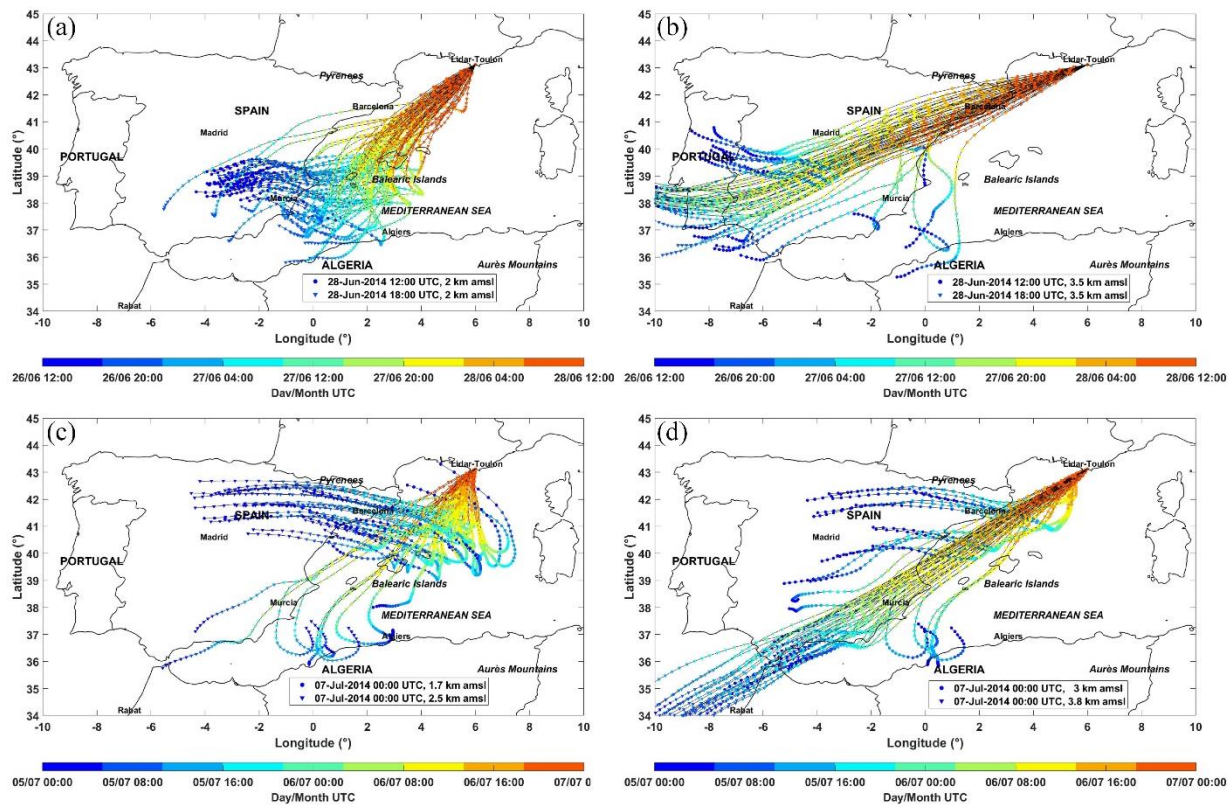 (a)
45
44
43
42
41
40
39
38
37
36
35
34
Latitude (°)
Lidar-Toulon
Pyrenees
SPAIN
Barcelona
Madrid
PORTUGAL
Balearic Islands
Murcia
MEDITERRANEAN SEA
Algiers
ALGERIA
Aurès Mountains
28-Jun-2014 12:00 UTC, 2 km amsl
28-Jun-2014 18:00 UTC, 2 km amsl
Rabat
-10 -8 -6 -4 -2 0 2 4 6 8 10
Longitude (°)
26/06 12:00 26/06 20:00 27/06 04:00 27/06 12:00 27/06 20:00 28/06 04:00 28/06 12:00
Day/Month UTC
(b)
45
44
43
42
41
40
39
38
37
36
35
34
Latitude (°)
Lidar-Toulon
Pyrenees
SPAIN
Barcelona
Madrid
PORTUGAL
Balearic Islands
Murcia
MEDITERRANEAN SEA
Algiers
ALGERIA
Aurès Mountains
28-Jun-2014 12:00 UTC, 3.5 km amsl
28-Jun-2014 18:00 UTC, 3.5 km amsl
Rabat
-10 -8 -6 -4 -2 0 2 4 6 8 10
Longitude (°)
26/06 12:00 26/06 20:00 27/06 04:00 27/06 12:00 27/06 20:00 28/06 04:00 28/06 12:00
Day/Month UTC
(c)
45
44
43
42
41
40
39
38
37
36
35
34
Latitude (°)
Lidar-Toulon
Pyrenees
SPAIN
Barcelona
Madrid
PORTUGAL
Balearic Islands
Murcia
MEDITERRANEAN SEA
Algiers
ALGERIA
Aurès Mountains
07-Jul-2014 00:00 UTC, 1.7 km amsl
07-Jul-2014 00:00 UTC, 2.5 km amsl
Rabat
-10 -8 -6 -4 -2 0 2 4 6 8 10
Longitude (°)
05/07 00:00 05/07 08:00 05/07 16:00 06/07 00:00 06/07 08:00 06/07 16:00 07/07 0
Day/Month UTC
(d)
45
44
43
42
41
40
39
38
37
36
35
34
Latitude (°)
Lidar-Toulon
Pyrenees
SPAIN
Barcelona
Madrid
PORTUGAL
Balearic Islands
Murcia
MEDITERRANEAN SEA
Algiers
ALGERIA
Aurès Mountains
07-Jul-2014 00:00 UTC, 3 km amsl
07-Jul-2014 00:00 UTC, 3.8 km amsl
Rabat
-10 -8 -6 -4 -2 0 2 4 6 8 10
Longitude (°)
05/07 00:00 05/07 08:00 05/07 16:00 06/07 00:00 06/07 08:00 06/07 16:00 07/07 00:00
Day/Month UTC